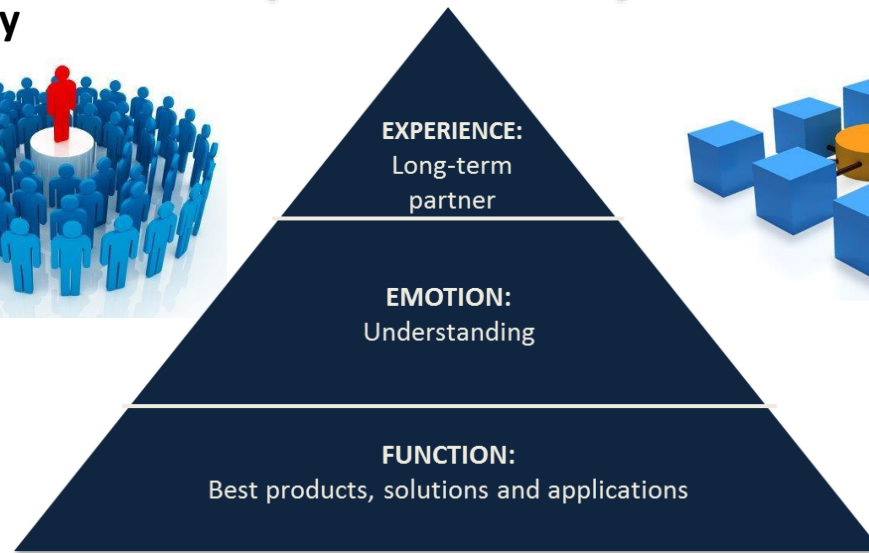 y
EXPERIENCE:
Long-term
partner
EMOTION:
Understanding
FUNCTION:
Best products, solutions and applications